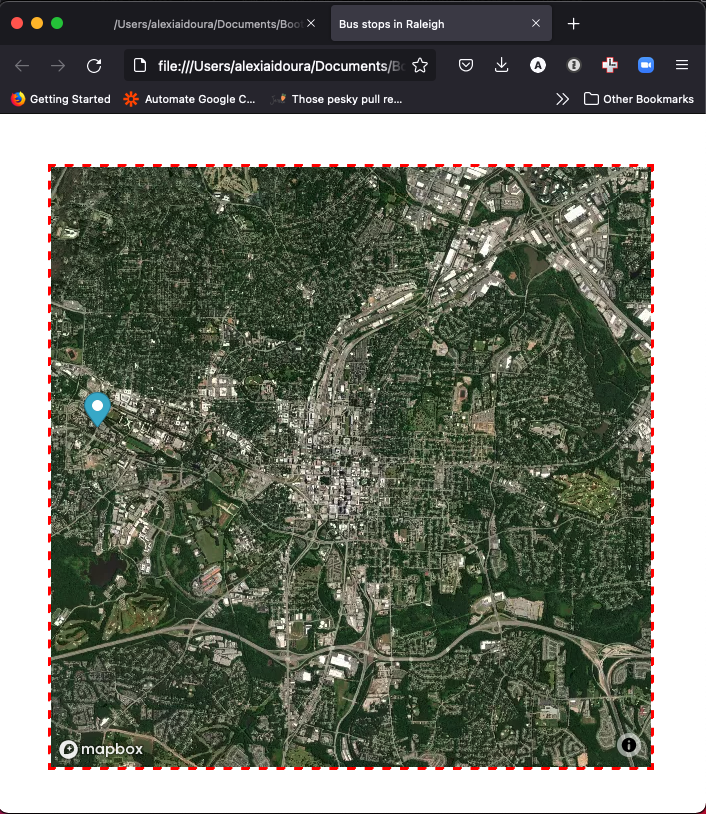 /Users/alexiaidoura/Documents/Boo
Bus stops in Raleigh
file:///Users/alexiaidoura/Documents/Bo
A
Getting Started
Automate Google C...
Those pesky pull re...
Other Bookmarks
mapbox